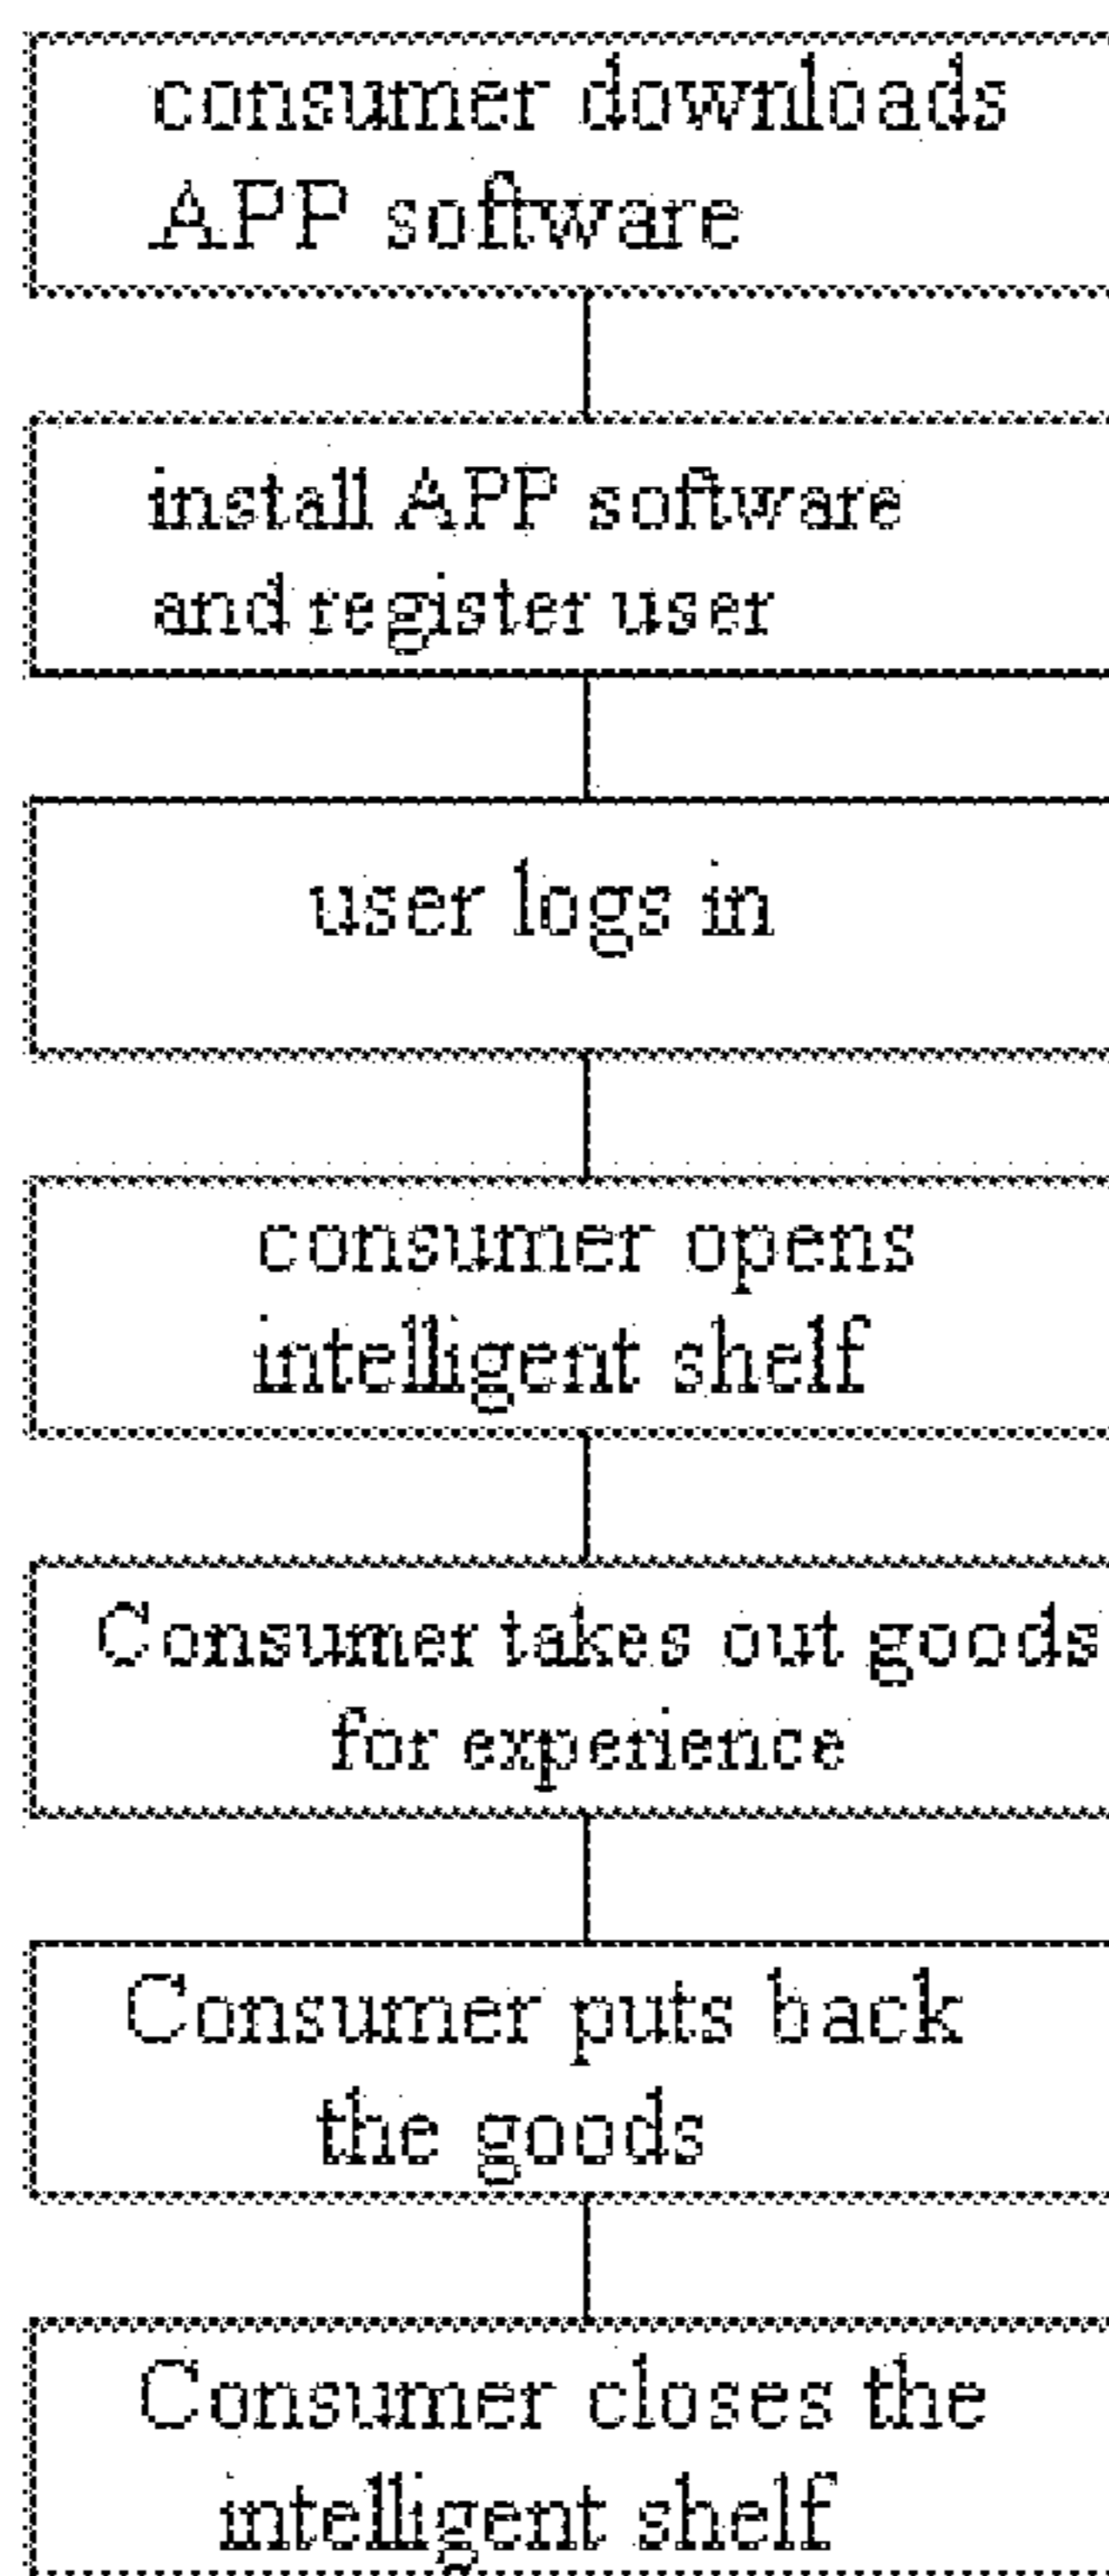 consumer downloads
APP software
install APP software
and register user
user logs in
consumer opens
intelligent shelf
Consumer takes out goods
for experience
Consumer puts back
the goods
Consumer closes the
intelligent shelf